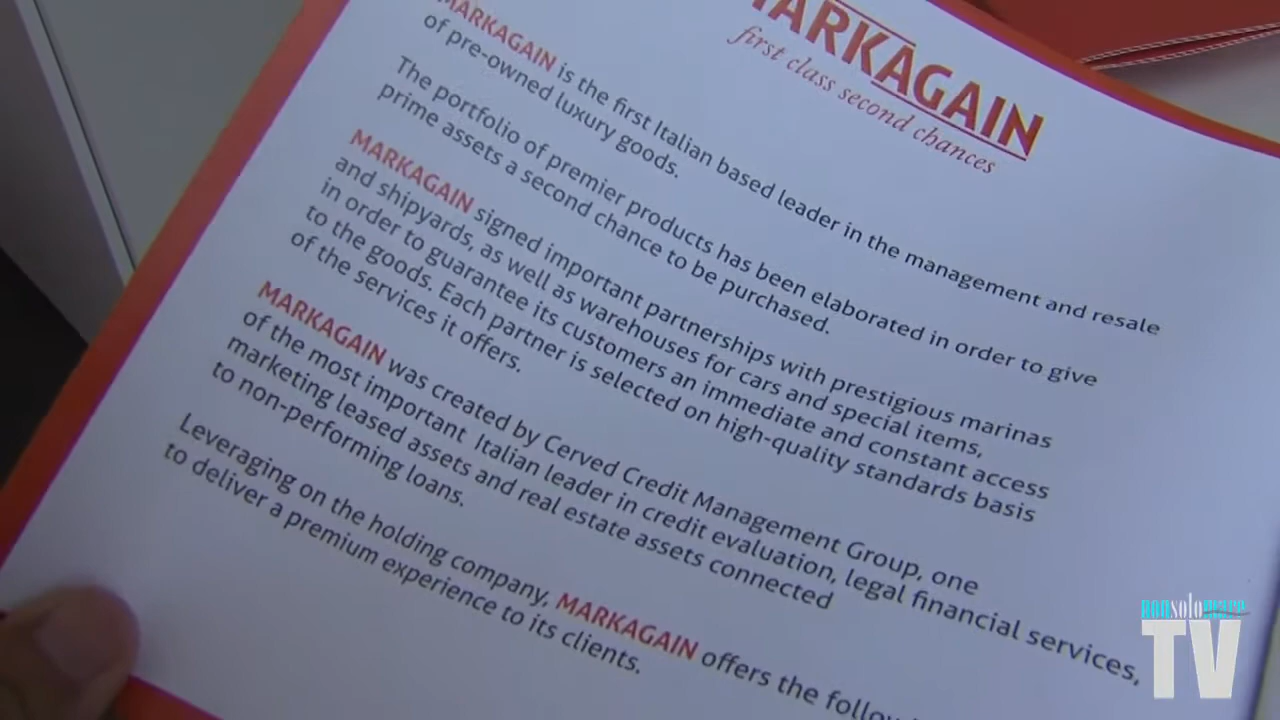 MARKAGAIN
first class second chances
MARKAGAIN is the first Italian based leader in the management and resale
of pre-owned luxury goods.
The portfolio of premier products has been elaborated in order to give
prime assets a second chance to be purchased.
MARKAGAIN signed important partnerships with prestigious marinas
and shipyards, as well as warehouses for cars and special items,
in order to guarantee its customers an immediate and constant access
to the goods. Each partner is selected on high-quality standards basis
of the services it offers.
MARKAGAIN was created by Cerved Credit Management Group, one
of the most important Italian leader in credit evaluation, legal financial services,
marketing leased assets and real estate assets connected
to non-performing loans.
Leveraging on the holding company, MARKAGAIN offers the
to deliver a premium experience to its clients.
nonsolomare
TV